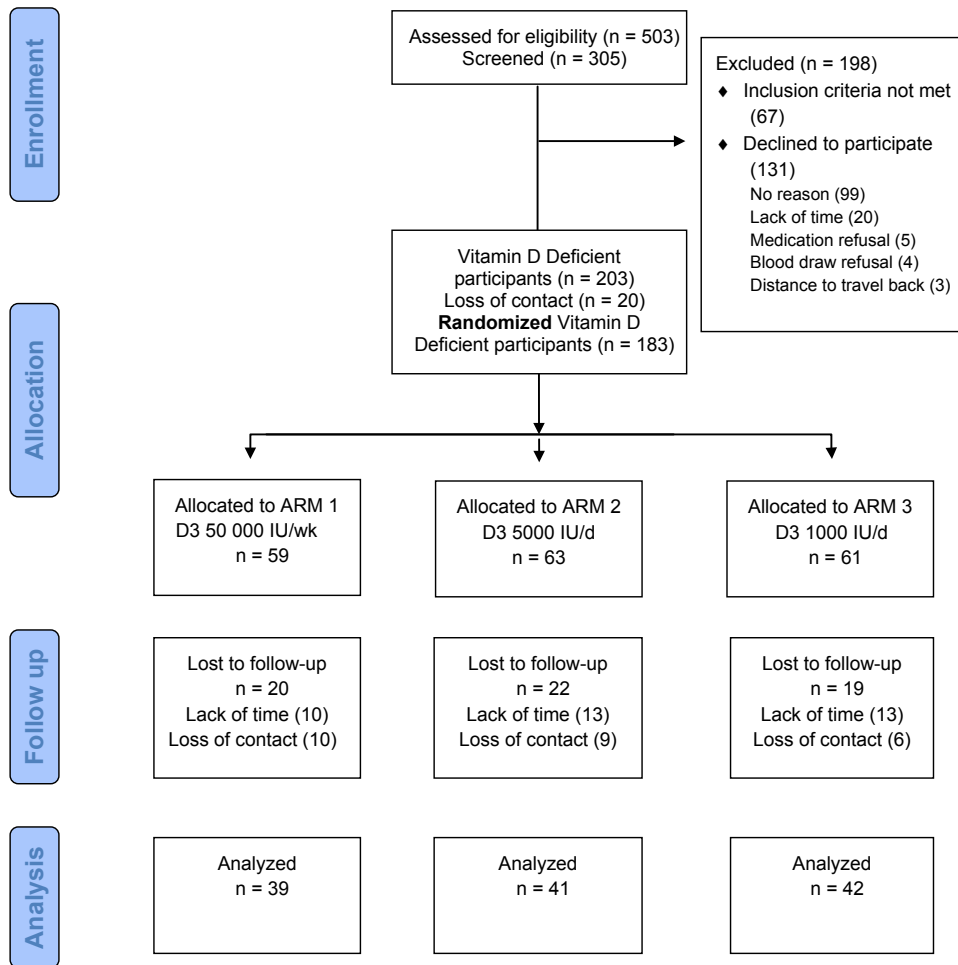 Enrollment
Assessed for eligibility (n = 503)
Screened (n = 305)
Excluded (n = 198)
♦ Inclusion criteria not met
(67)
♦ Declined to participate
(131)
No reason (99)
Lack of time (20)
Medication refusal (5)
Blood draw refusal (4)
Distance to travel back (3)
Vitamin D Deficient
participants (n = 203)
Loss of contact (n = 20)
Randomized Vitamin D
Deficient participants (n = 183)
Allocation
Allocated to ARM 1
D3 50 000 IU/wk
n = 59
Allocated to ARM 2
D3 5000 IU/d
n = 63
Allocated to ARM 3
D3 1000 IU/d
n = 61
Follow up
Lost to follow-up
n = 20
Lack of time (10)
Loss of contact (10)
Lost to follow-up
n = 22
Lack of time (13)
Loss of contact (9)
Lost to follow-up
n = 19
Lack of time (13)
Loss of contact (6)
Analysis
Analyzed
n = 39
Analyzed
n = 41
Analyzed
n = 42